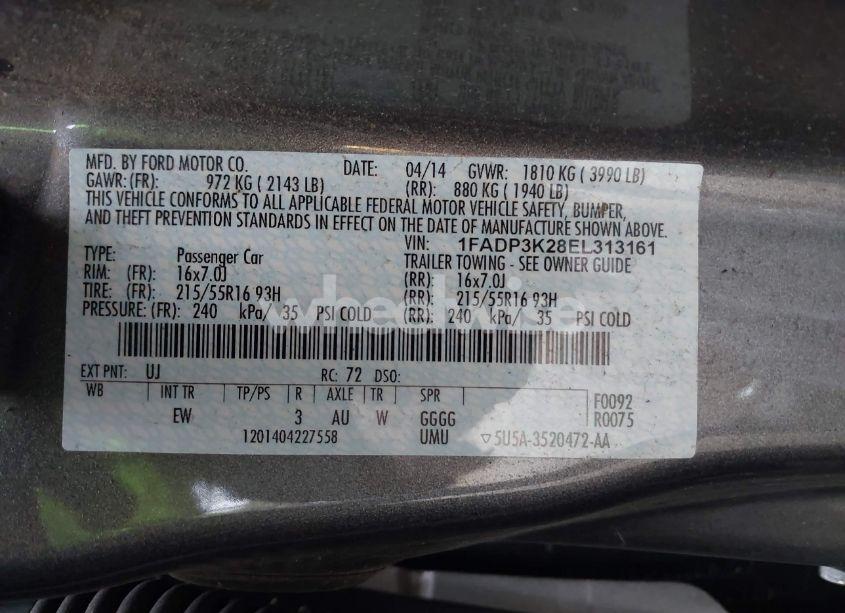 MFD. BY FORD MOTOR CO. DATE: 04/14 GVWR: 1810 KG ( 3990 LB)
GAWR: (FR): 972 KG ( 2143 LB) (RR): 880 KG ( 1940 LB)
THIS VEHICLE CONFORMS TO ALL APPLICABLE FEDERAL MOTOR VEHICLE SAFETY, BUMPER,
AND THEFT PREVENTION STANDARDS IN EFFECT ON THE DATE OF MANUFACTURE SHOWN ABOVE.
VIN: 1FADP3K28EL313161
TYPE: Passenger Car TRAILER TOWING - SEE OWNER GUIDE
RIM: (FR): 16x7.0J (RR): 16x7.0J
TIRE: (FR): 215/55R16 93H (RR): 215/55R16 93H
PRESSURE: (FR): 240 kPa/ 35 PSI COLD (RR): 240 kPa/ 35 PSI COLD
EXT PNT: UJ RC: 72 DSO:
WB INT TR TP/PS R AXLE TR SPR F0092
EW 3 AU W GGGG R0075
1201404227558 UMU ▽5U5A-3520472-AA